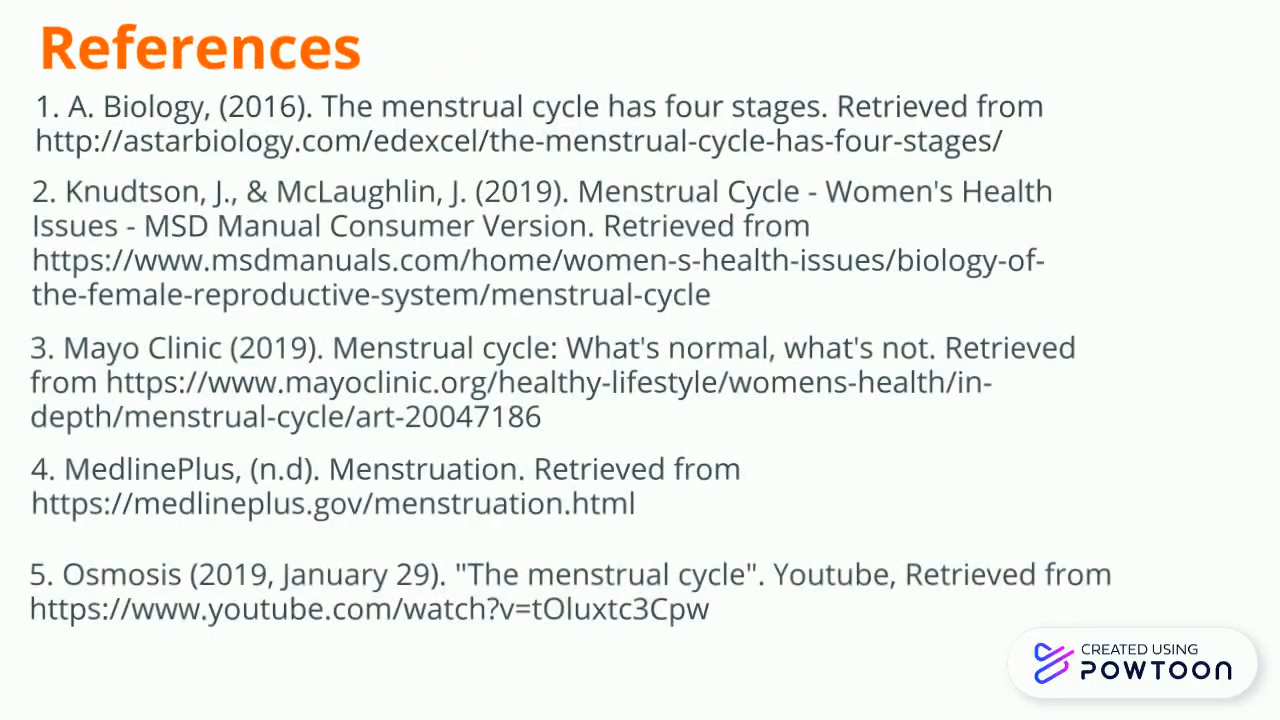 References
1. A. Biology, (2016). The menstrual cycle has four stages. Retrieved from
http://astarbiology.com/edexcel/the-menstrual-cycle-has-four-stages/
2. Knudtson, J., & McLaughlin, J. (2019). Menstrual Cycle - Women's Health
Issues - MSD Manual Consumer Version. Retrieved from
https://www.msdmanuals.com/home/women-s-health-issues/biology-of-
the-female-reproductive-system/menstrual-cycle
3. Mayo Clinic (2019). Menstrual cycle: What's normal, what's not. Retrieved
from https://www.mayoclinic.org/healthy-lifestyle/womens-health/in-
depth/menstrual-cycle/art-20047186
4. MedlinePlus, (n.d). Menstruation. Retrieved from
https://medlineplus.gov/menstruation.html
5. Osmosis (2019, January 29). "The menstrual cycle". Youtube, Retrieved from
https://www.youtube.com/watch?v=tOluxtc3Cpw
CREATED USING
POWTOON